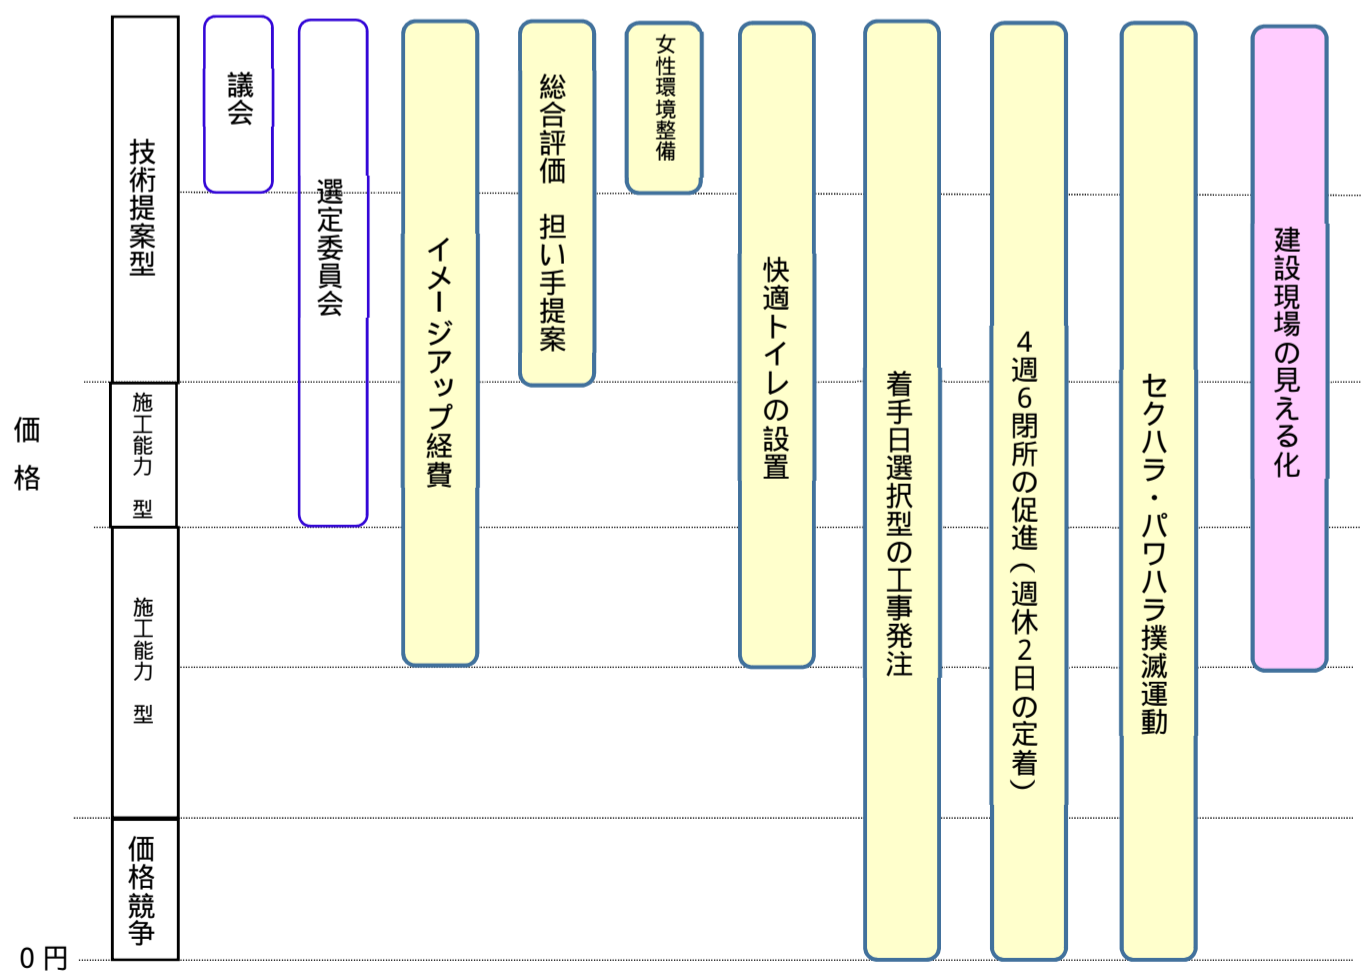 価格
0円
技術提案型
施工能力 型
施工能力 型
価格競争
議会
選定委員会
イメージアップ経費
総合評価 担い手提案
女性環境整備
快適トイレの設置
着手日選択型の工事発注
4週6閉所の促進(週休2日の定着)
セクハラ・パワハラ撲滅運動
建設現場の見える化